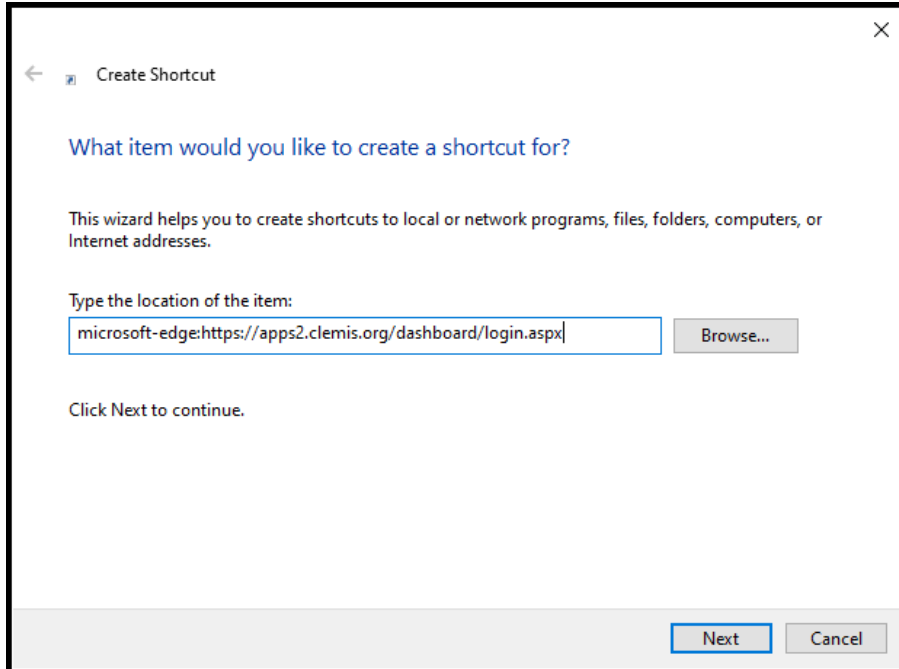 Create Shortcut
What item would you like to create a shortcut for?
This wizard helps you to create shortcuts to local or network programs, files, folders, computers, or
Internet addresses.
Type the location of the item:
microsoft-edge:https://apps2.clemis.org/dashboard/login.aspx
Browse...
Click Next to continue.
Next
Cancel